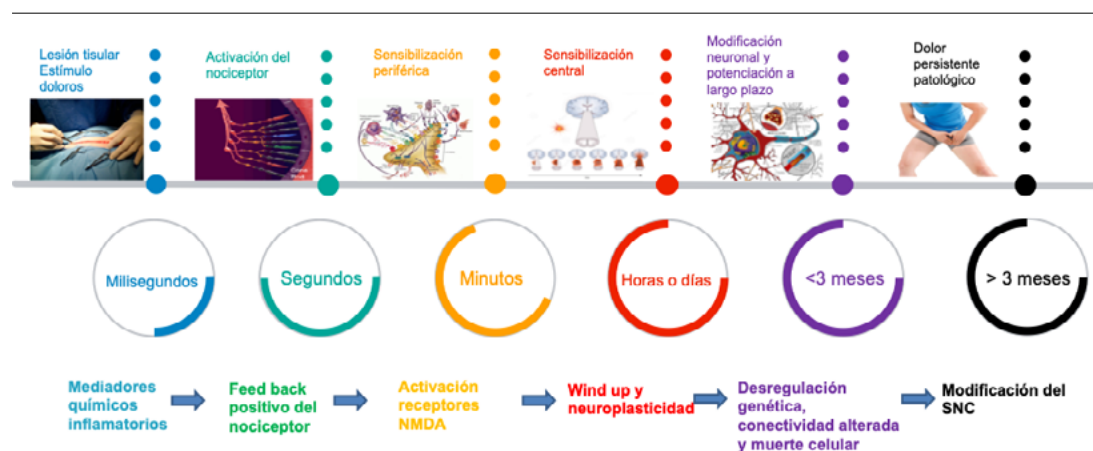 Lesión tisular
Estímulo
doloros
Activación del
nociceptor
Sensibilización
periférica
Sensibilización
central
Modificación
neuronal y
potenciación a
largo plazo
Dolor
persistente
patológico
Milisegundos
Segundos
Minutos
Horas o días
<3 meses
> 3 meses
Mediadores
químicos
inflamatorios
Feed back
positivo del
nociceptor
Activación
receptores
NMDA
Wind up y
neuroplasticidad
Desregulación
genética,
conectividad alterada
y muerte celular
Modificación del
SNC